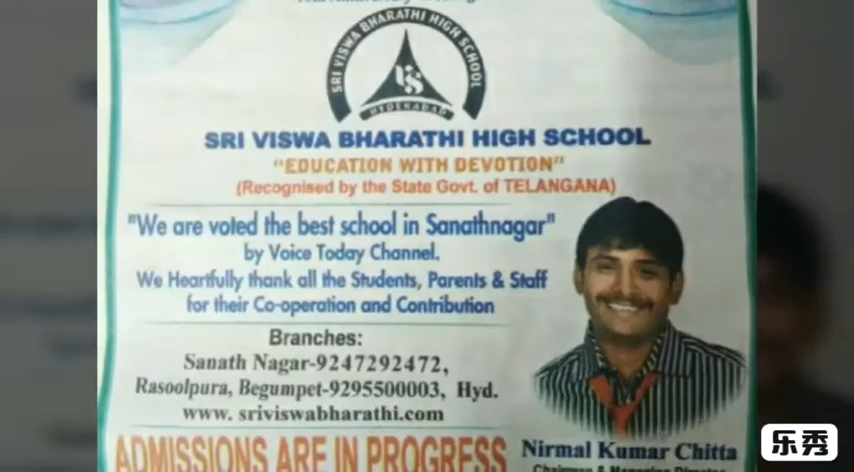 SRI VISWA BHARATHI HIGH SCHOOL
VS
HYDERABAD
SRI VISWA BHARATHI HIGH SCHOOL
"EDUCATION WITH DEVOTION"
(Recognised by the State Govt. of TELANGANA)
"We are voted the best school in Sanathnagar"
by Voice Today Channel.
We Heartfully thank all the Students, Parents & Staff
for their Co-operation and Contribution
Branches:
Sanath Nagar-9247292472,
Rasoolpura, Begumpet-9295500003, Hyd.
www. sriviswabharathi.com
ADMISSIONS ARE IN PROGRESS
Nirmal Kumar Chitta
乐秀